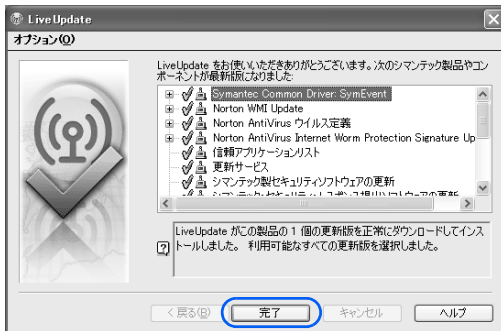 LiveUpdate
オプション(O)
LiveUpdate をお使いいただきありがとうございます。次のシマンテック製品やコン
ポーネントが最新版になりました:
Symantec Common Driver: SymEvent
Norton WMI Update
Norton AntiVirus ウイルス定義
Norton AntiVirus Internet Worm Protection Signature Up
信頼アプリケーションリスト
更新サービス
シマンテック製セキュリティソフトウェアの更新
LiveUpdate がこの製品の 1 個の更新版を正常にダウンロードしてインス
トールしました。 利用可能なすべての更新版を選択しました。
< 戻る(B)
完了
キャンセル
ヘルプ